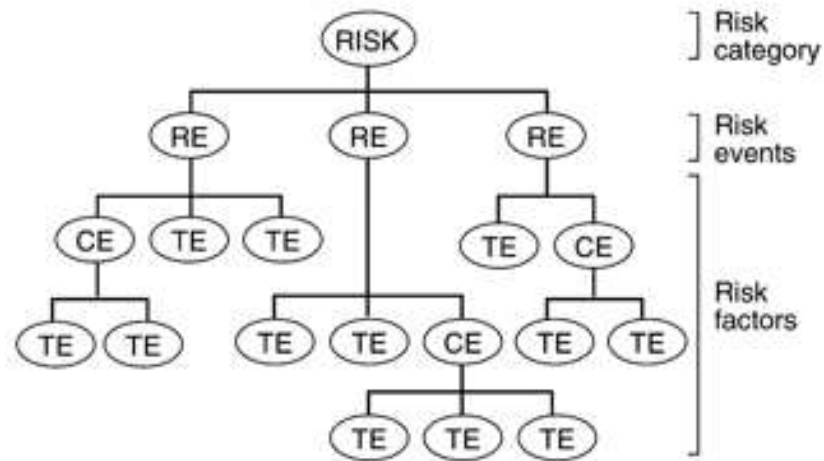 RISK
Risk
category
RE RE RE
Risk
events
CE TE TE TE CE
Risk
factors
TE TE TE TE CE TE TE
TE TE TE